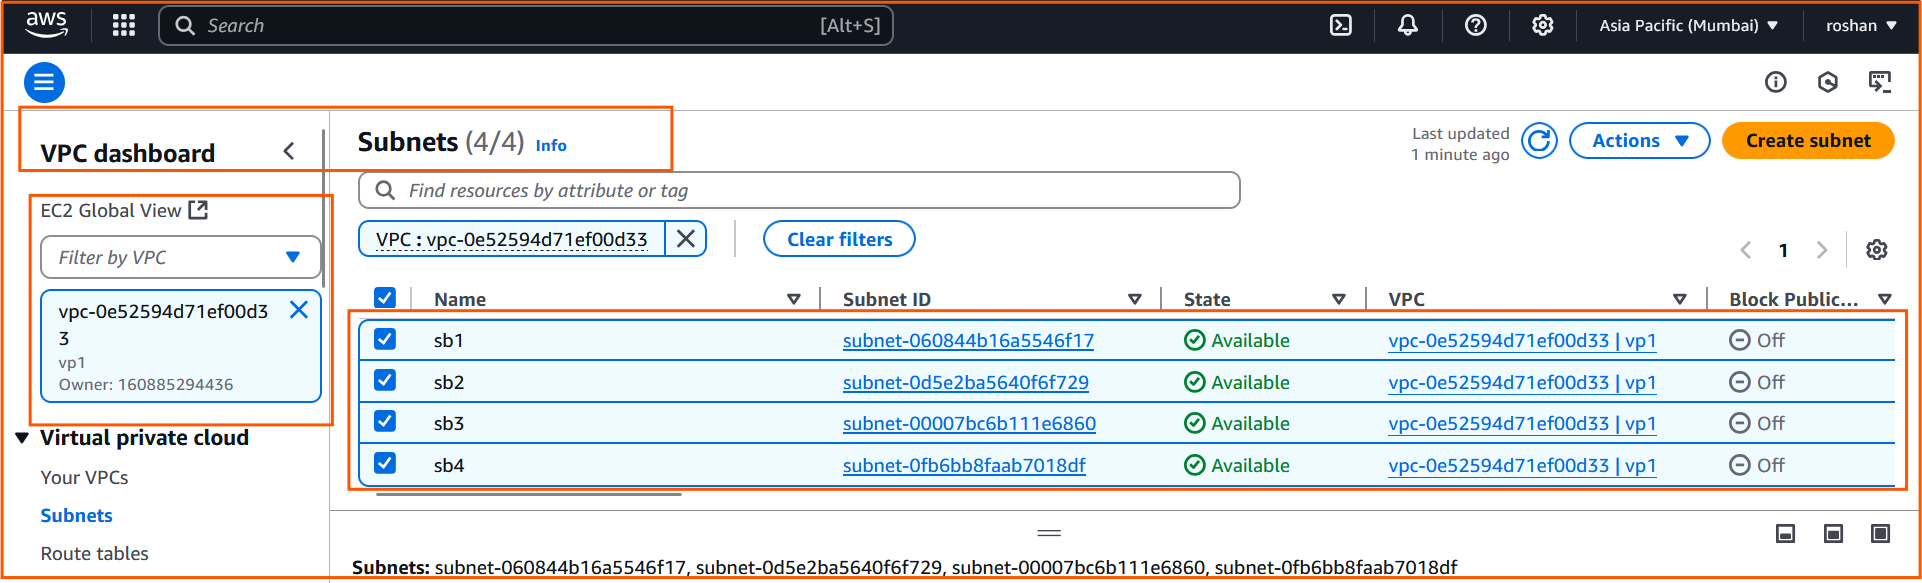 aws Search [Alt+S] Asia Pacific (Mumbai) roshan
VPC dashboard
EC2 Global View
Filter by VPC
vpc-0e52594d71ef00d3
3
vp1
Owner: 160885294436
Virtual private cloud
Your VPCs
Subnets
Route tables
Subnets (4/4) Info
Last updated
1 minute ago
Actions
Create subnet
Find resources by attribute or tag
VPC : vpc-0e52594d71ef00d33
Clear filters
1
Name Subnet ID State VPC Block Public...
sb1 subnet-060844b16a5546f17 Available vpc-0e52594d71ef00d33 | vp1 Off
sb2 subnet-0d5e2ba5640f6f729 Available vpc-0e52594d71ef00d33 | vp1 Off
sb3 subnet-00007bc6b111e6860 Available vpc-0e52594d71ef00d33 | vp1 Off
sb4 subnet-0fb6bb8faab7018df Available vpc-0e52594d71ef00d33 | vp1 Off
Subnets: subnet-060844b16a5546f17, subnet-0d5e2ba5640f6f729, subnet-00007bc6b111e6860, subnet-0fb6bb8faab7018df